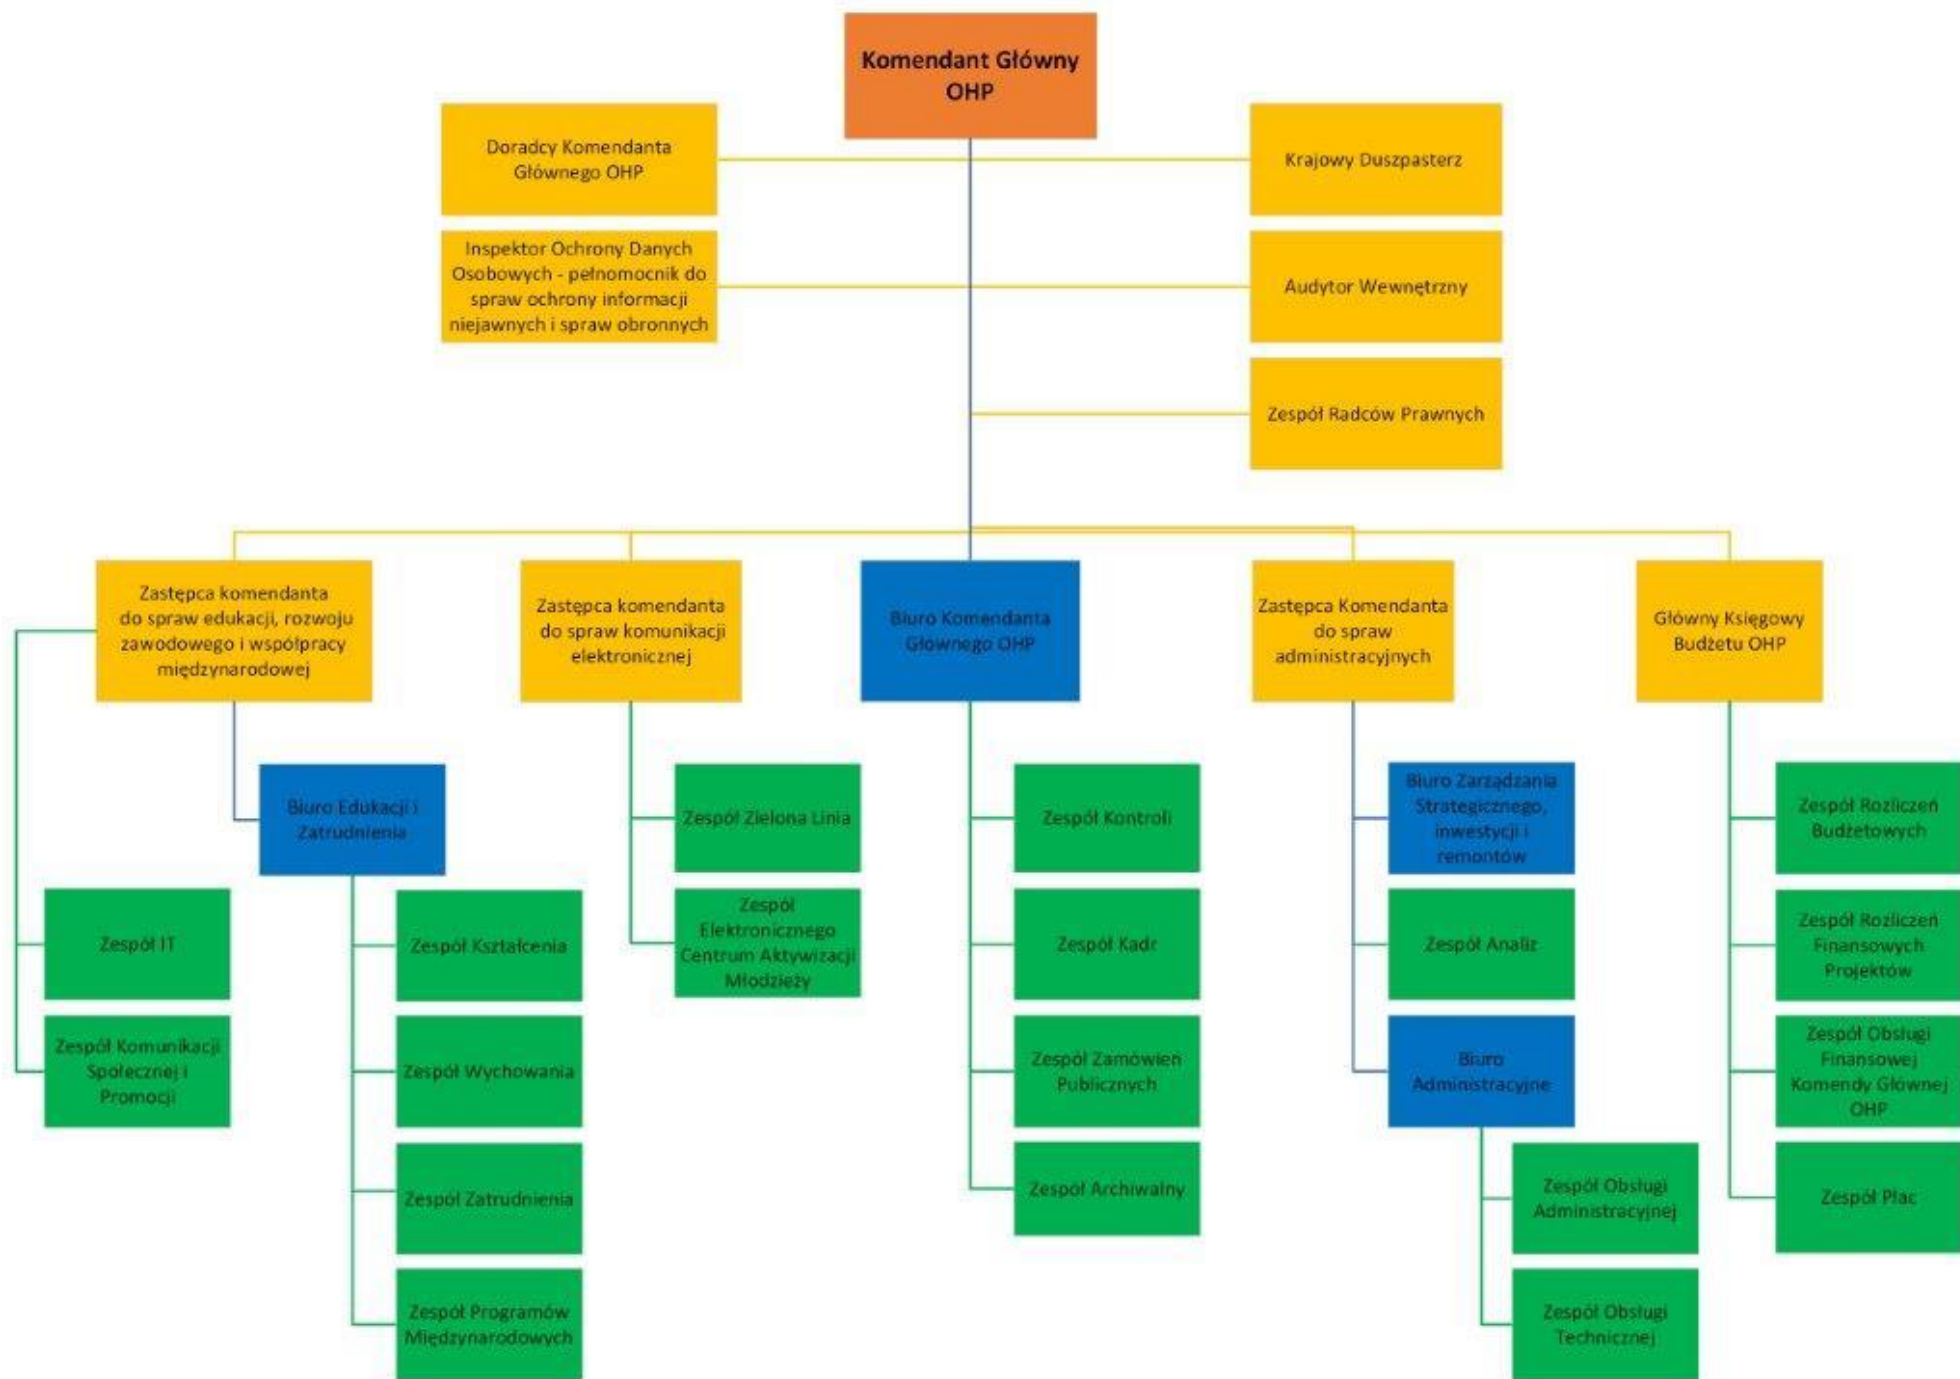 Komendant Główny
OHP
Doradcy Komendanta
Głównego OHP
Krajowy Duszpasterz
Inspektor Ochrony Danych
Osobowych - pełnomocnik do
spraw ochrony informacji
niejawnych i spraw obronnych
Audytor Wewnętrzny
Zespół Radców Prawnych
Zastępca komendanta
do spraw edukacji, rozwoju
zawodowego i współpracy
międzynarodowej
Zastępca komendanta
do spraw komunikacji
elektronicznej
Biuro Komendanta
Głównego OHP
Zastępca Komendanta
do spraw
administracyjnych
Główny Księgowy
Budżetu OHP
Biuro Edukacji i
Zatrudnienia
Zespół IT
Zespół Komunikacji
Społecznej i
Promocji
Zespół Kształcenia
Zespół Wychowania
Zespół Zatrudnienia
Zespół Programów
Międzynarodowych
Zespół Zielona Linia
Zespół
Elektronicznego
Centrum Aktywizacji
Młodzieży
Zespół Kontroli
Zespół Kadr
Zespół Zamówien
Publicznych
Zespół Archiwalny
Biuro Zarządzania
Strategicznego,
inwestycji i
remontów
Zespół Analiz
Biuro
Administracyjne
Zespół Obsługi
Administracyjnej
Zespół Obsługi
Technicznej
Zespół Rozliczeń
Budżetowych
Zespół Rozliczeń
Finansowych
Projektów
Zespół Obsługi
Finansowej
Komendy Głównej
OHP
Zespół Płac